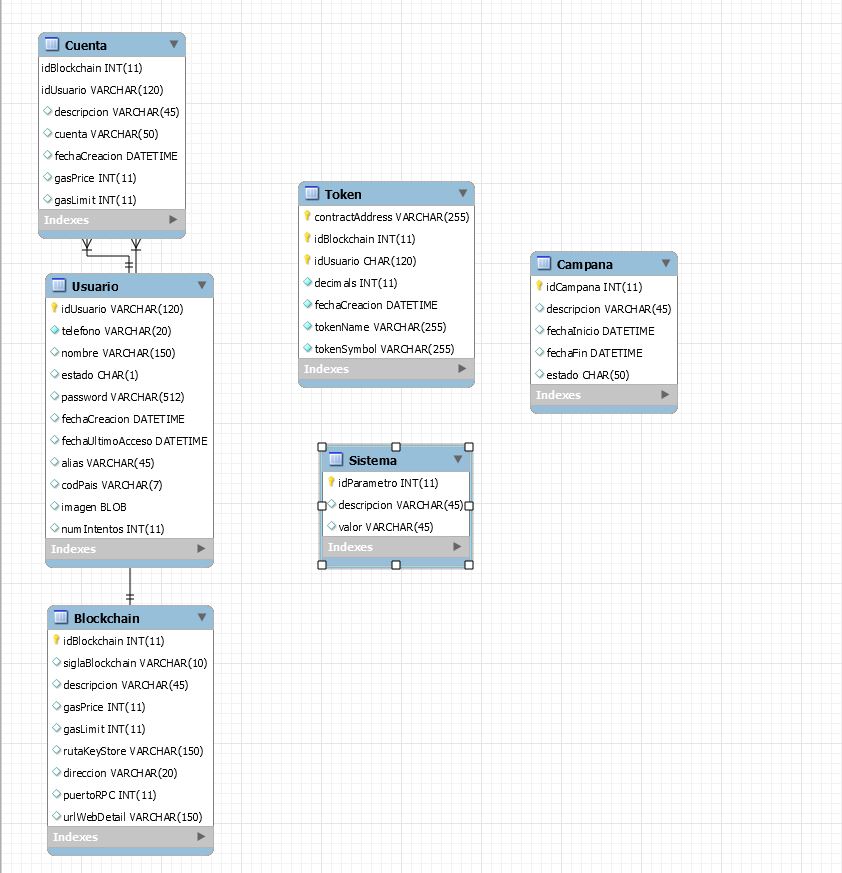 Cuenta
idBlockchain INT(11)
idUsuario VARCHAR(120)
descripcion VARCHAR(45)
cuenta VARCHAR(50)
fechaCreacion DATETIME
gasPrice INT(11)
gasLimit INT(11)
Indexes
Usuario
idUsuario VARCHAR(120)
telefono VARCHAR(20)
nombre VARCHAR(150)
estado CHAR(1)
password VARCHAR(512)
fechaCreacion DATETIME
fechaUltimoAcceso DATETIME
alias VARCHAR(45)
codPais VARCHAR(7)
imagen BLOB
numIntentos INT(11)
Indexes
Blockchain
idBlockchain INT(11)
siglaBlockchain VARCHAR(10)
descripcion VARCHAR(45)
gasPrice INT(11)
gasLimit INT(11)
rutaKeyStore VARCHAR(150)
direccion VARCHAR(20)
puertoRPC INT(11)
urlWebDetail VARCHAR(150)
Indexes
Token
contractAddress VARCHAR(255)
idBlockchain INT(11)
idUsuario CHAR(120)
decimals INT(11)
fechaCreacion DATETIME
tokenName VARCHAR(255)
tokenSymbol VARCHAR(255)
Indexes
Sistema
idParametro INT(11)
descripcion VARCHAR(45)
valor VARCHAR(45)
Indexes
Campana
idCampana INT(11)
descripcion VARCHAR(45)
fechaInicio DATETIME
fechaFin DATETIME
estado CHAR(50)
Indexes